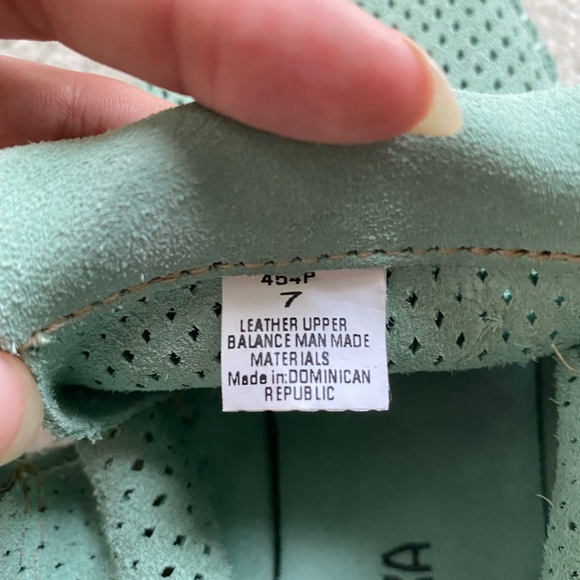 454P
7
LEATHER UPPER
BALANCE MAN MADE
MATERIALS
Made in:DOMINICAN
REPUBLIC